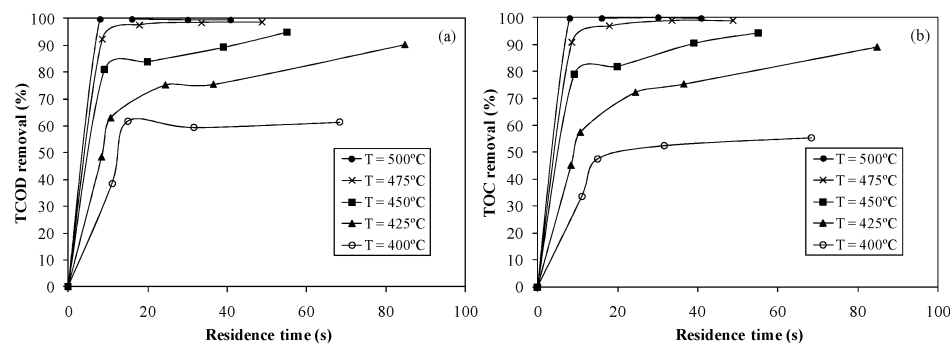 (a)
TCOD removal (%)
100
90
80
70
60
50
40
30
20
10
0
T = 500ºC
T = 475ºC
T = 450ºC
T = 425ºC
T = 400ºC
0 20 40 60 80 100
Residence time (s)
(b)
TOC removal (%)
100
90
80
70
60
50
40
30
20
10
0
T = 500ºC
T = 475ºC
T = 450ºC
T = 425ºC
T = 400ºC
0 20 40 60 80 100
Residence time (s)